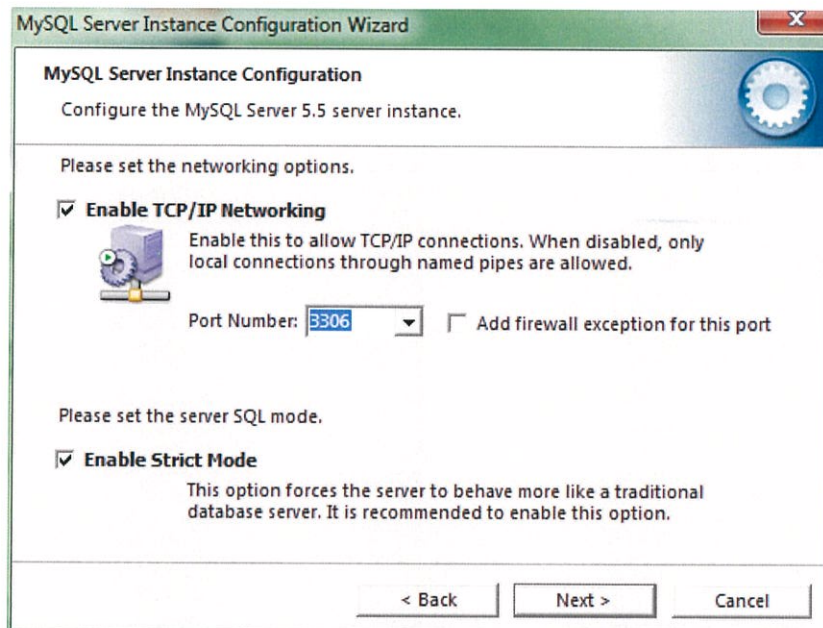 MySQL Server Instance Configuration Wizard
MySQL Server Instance Configuration
Configure the MySQL Server 5.5 server instance.
Please set the networking options.
Enable TCP/IP Networking
Enable this to allow TCP/IP connections. When disabled, only
local connections through named pipes are allowed.
Port Number: 3306 Add firewall exception for this port
Please set the server SQL mode.
Enable Strict Mode
This option forces the server to behave more like a traditional
database server. It is recommended to enable this option.
< Back Next > Cancel